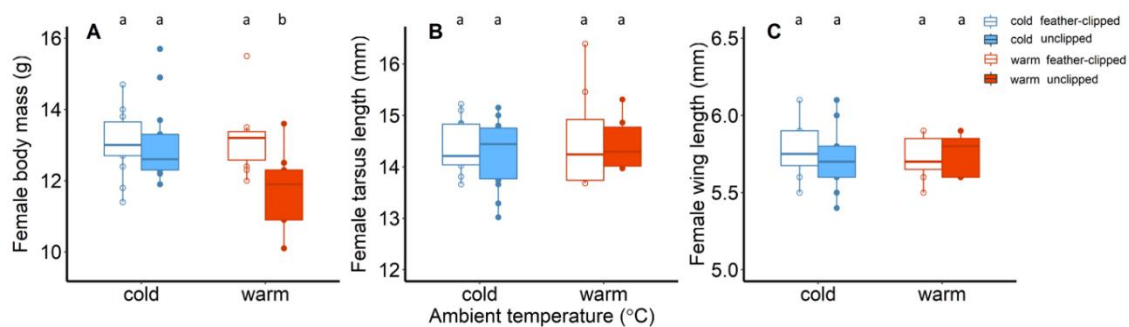 a a a b a a a a a a a a
cold feather-clipped
cold unclipped
warm feather-clipped
warm unclipped
A
B
C
Female body mass (g)
16
14
12
10
Female tarsus length (mm)
16
15
14
13
12
Female wing length (mm)
6.5
6.0
5.5
5.0
cold warm cold warm cold warm
Ambient temperature (°C)